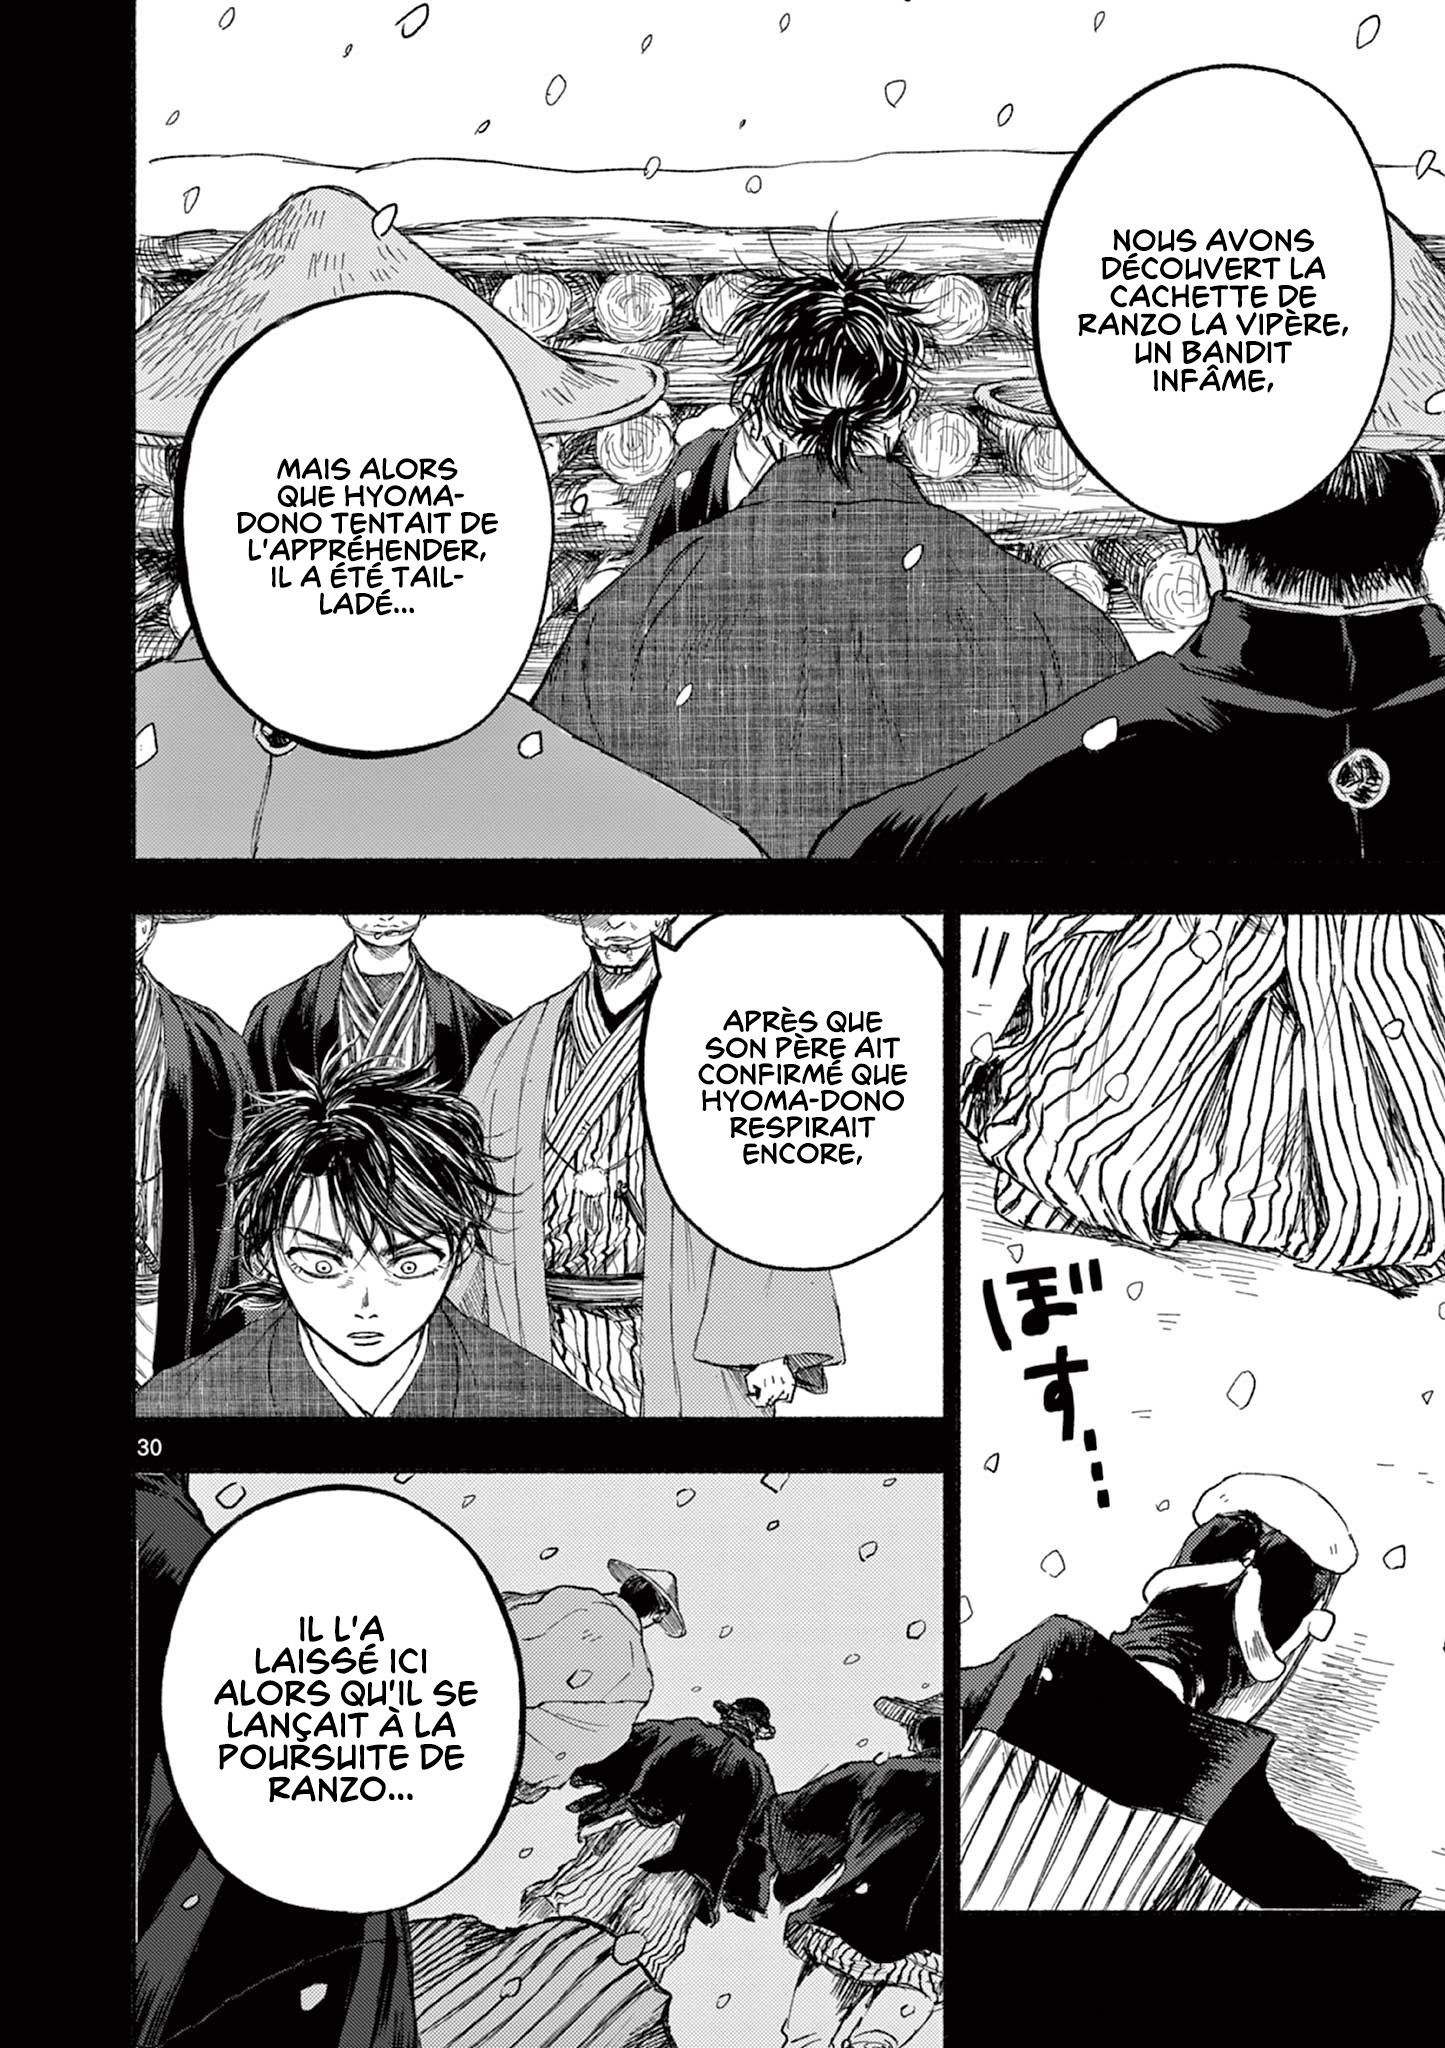 NOUS AVONS
DÉCOUVERT LA
CACHETTE DE
RANZO LA VIPÈRE,
UN BANDIT
INFÂME,
MAIS ALORS
QUE HYOMA-
DONO TENTAIT DE
L'APPRÉHENDER,
IL A ÉTÉ TAIL-
LADÉ...
ぼす…
APRÈS QUE
SON PÈRE AIT
CONFIRMÉ QUE
HYOMA-DONO
RESPIRAIT
ENCORE,
IL L'A
LAISSÉ ICI
ALORS QU'IL SE
LANÇAIT À LA
POURSUITE DE
RANZO...
30